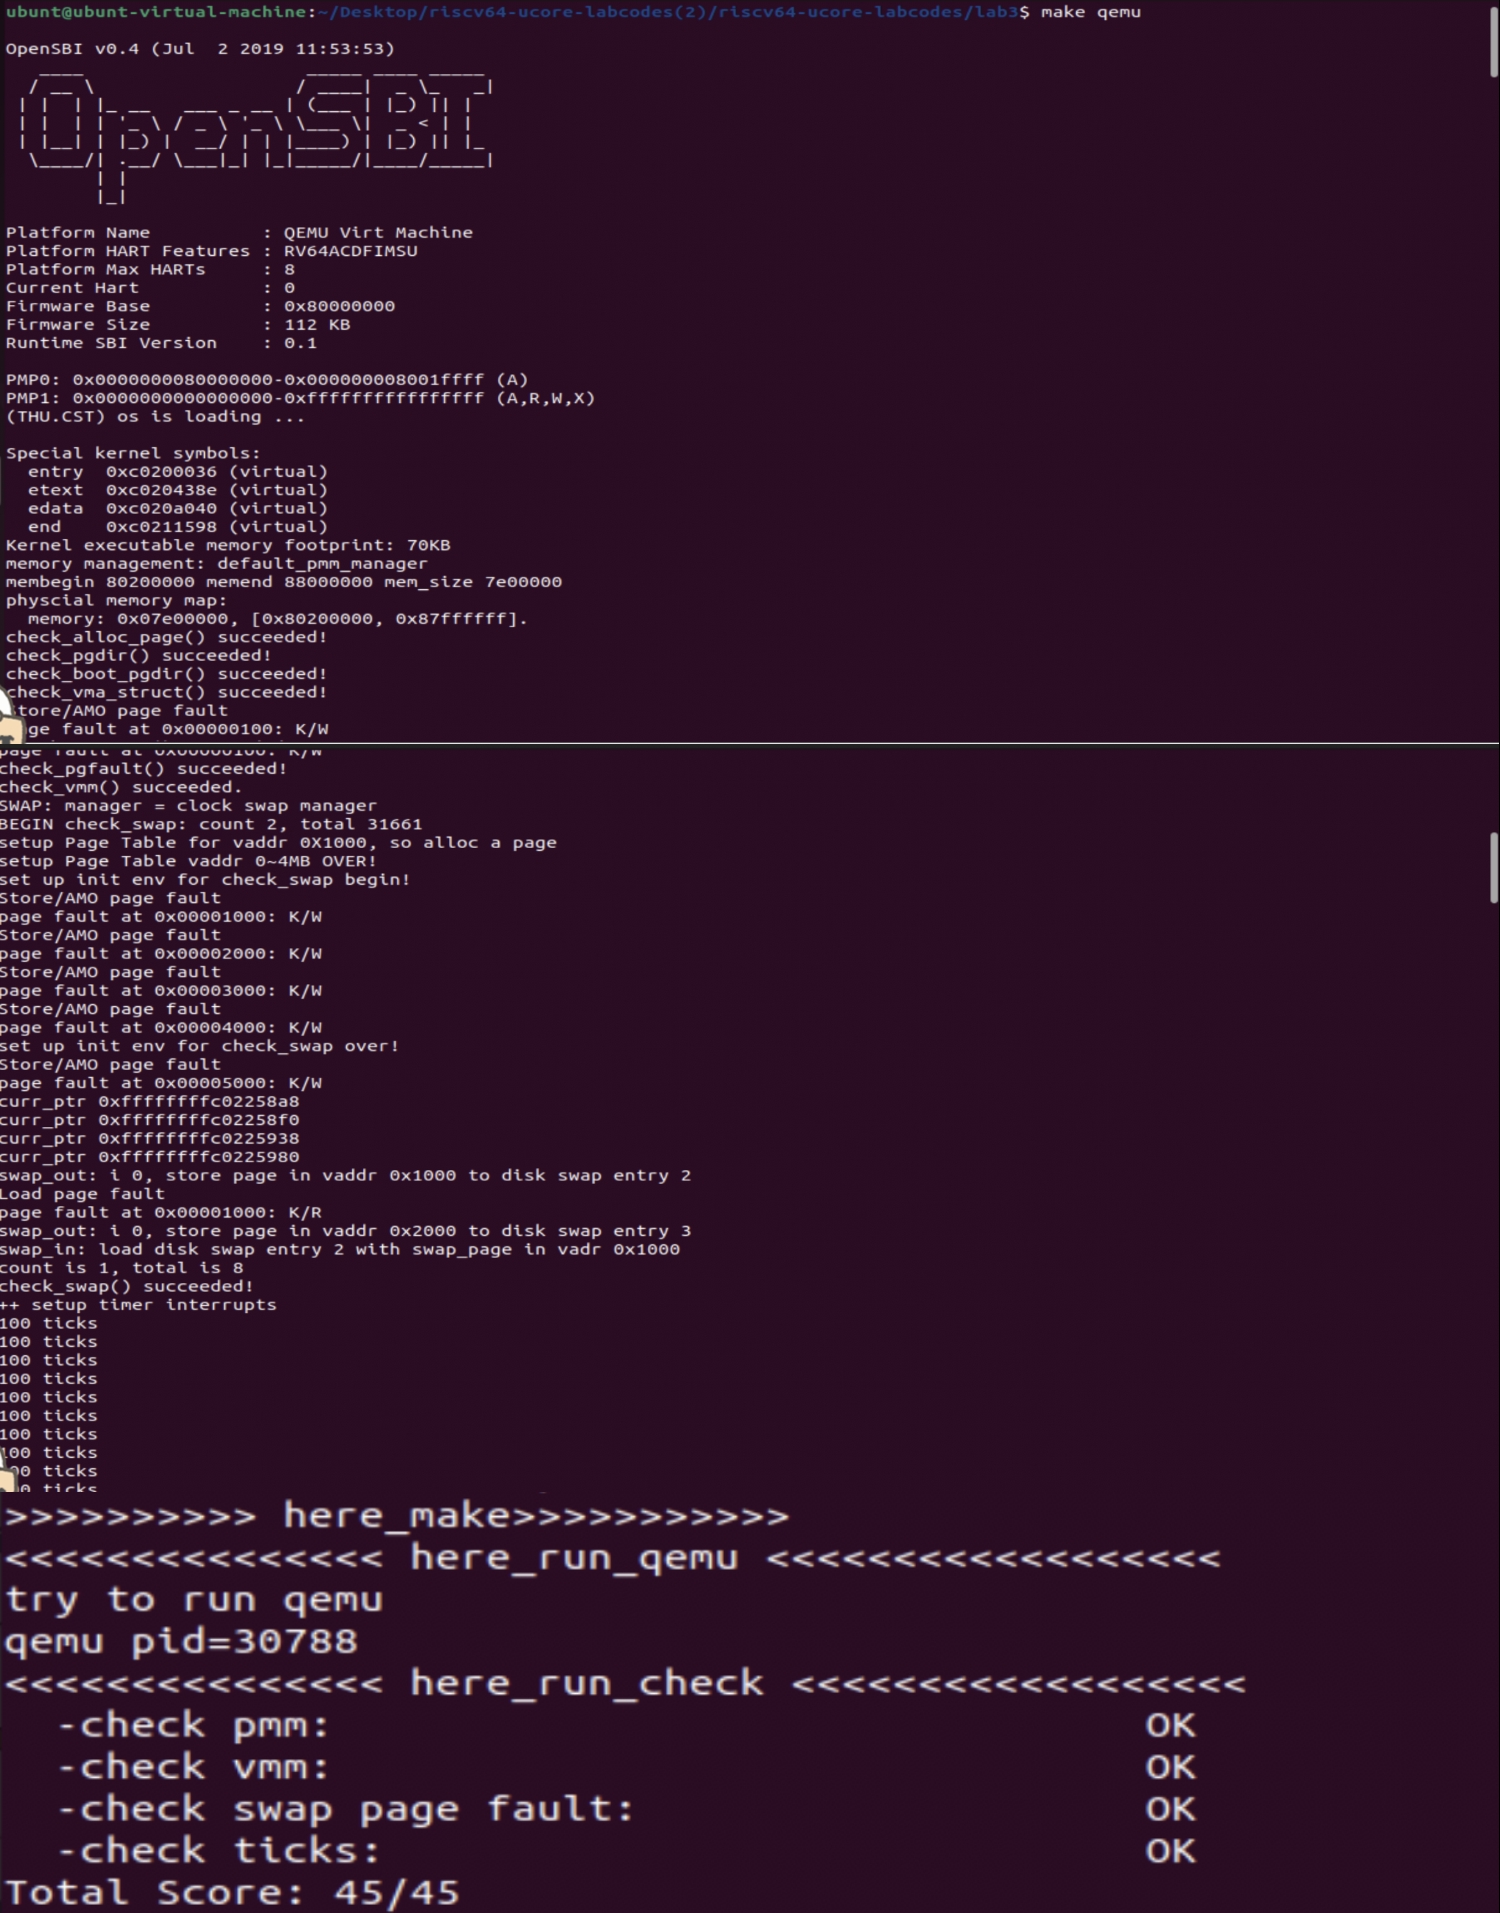 ubunt@ubunt-virtual-machine:~/Desktop/riscv64-ucore-labcodes(2)/riscv64-ucore-labcodes/lab3$ make qemu
OpenSBI v0.4 (Jul  2 2019 11:53:53)
OpenSBI
Platform Name          : QEMU Virt Machine
Platform HART Features : RV64ACDFIMSU
Platform Max HARTs     : 8
Current Hart           : 0
Firmware Base          : 0x80000000
Firmware Size          : 112 KB
Runtime SBI Version    : 0.1
PMP0: 0x0000000080000000-0x000000008001ffff (A)
PMP1: 0x0000000000000000-0xffffffffffffffff (A,R,W,X)
(THU.CST) os is loading ...
Special kernel symbols:
  entry  0xc0200036 (virtual)
  etext  0xc020438e (virtual)
  edata  0xc020a040 (virtual)
  end    0xc0211598 (virtual)
Kernel executable memory footprint: 70KB
memory management: default_pmm_manager
membegin 80200000 memend 88000000 mem_size 7e00000
physcial memory map:
  memory: 0x07e00000, [0x80200000, 0x87ffffff].
check_alloc_page() succeeded!
check_pgdir() succeeded!
check_boot_pgdir() succeeded!
check_vma_struct() succeeded!
Store/AMO page fault
page fault at 0x00000100: K/W
page fault at 0x00000100: K/W
check_pgfault() succeeded!
check_vmm() succeeded.
SWAP: manager = clock swap manager
BEGIN check_swap: count 2, total 31661
setup Page Table for vaddr 0X1000, so alloc a page
setup Page Table vaddr 0~4MB OVER!
set up init env for check_swap begin!
Store/AMO page fault
page fault at 0x00001000: K/W
Store/AMO page fault
page fault at 0x00002000: K/W
Store/AMO page fault
page fault at 0x00003000: K/W
Store/AMO page fault
page fault at 0x00004000: K/W
set up init env for check_swap over!
Store/AMO page fault
page fault at 0x00005000: K/W
curr_ptr 0xffffffffc02258a8
curr_ptr 0xffffffffc02258f0
curr_ptr 0xffffffffc0225938
curr_ptr 0xffffffffc0225980
swap_out: i 0, store page in vaddr 0x1000 to disk swap entry 2
Load page fault
page fault at 0x00001000: K/R
swap_out: i 0, store page in vaddr 0x2000 to disk swap entry 3
swap_in: load disk swap entry 2 with swap_page in vadr 0x1000
count is 1, total is 8
check_swap() succeeded!
++ setup timer interrupts
100 ticks
100 ticks
100 ticks
100 ticks
100 ticks
100 ticks
100 ticks
100 ticks
00 ticks
0 ticks
>>>>>>>>>> here_make>>>>>>>>>>>
<<<<<<<<<<<<<<< here_run_qemu <<<<<<<<<<<<<<<<<<
try to run qemu
qemu pid=30788
<<<<<<<<<<<<<<< here_run_check <<<<<<<<<<<<<<<<<<
  -check pmm:                                OK
  -check vmm:                                OK
  -check swap page fault:                    OK
  -check ticks:                              OK
Total Score: 45/45